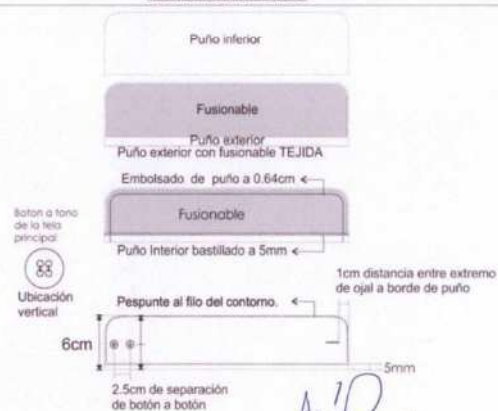 Puño inferior
Fusionable
Puño exterior
Puño exterior con fusionable TEJIDA
Embolsado de puño a 0.64cm
Fusionable
Boton a tono
de la tela
principal
Puño Interior bastillado a 5mm
Ubicación
vertical
1cm distancia entre extremo
de ojal a borde de puño
Pespunte al filo del contorno.
6cm
5mm
2.5cm de separación
de botón a botón